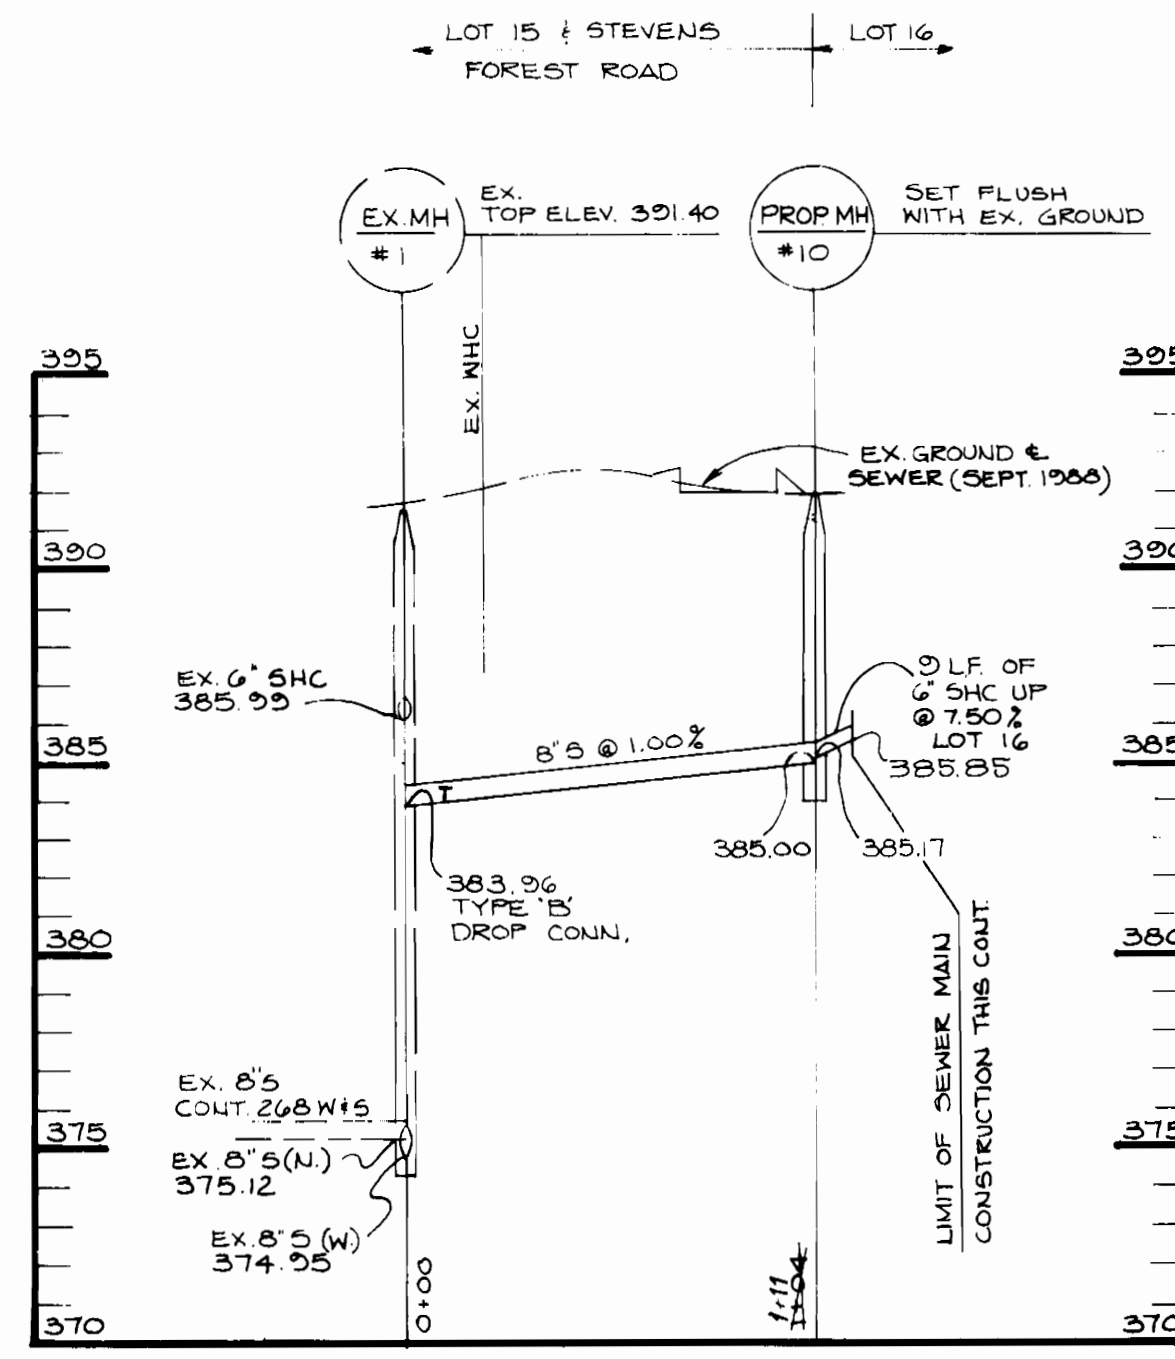 LOT 15 & STEVENS
FOREST ROAD
LOT 16
EX. MH
#1
EX.
TOP ELEV. 391.40
PROP. MH
#10
SET FLUSH
WITH EX. GROUND
EX. WHC
395
395
EX. GROUND &
SEWER (SEPT. 1988)
390
390
EX. 6" SHC
385.99
9 L.F. OF
6" SHC UP
@ 7.50%
LOT 16
385.85
385
385
8"S @ 1.00%
T
385.00
385.17
383.96
TYPE 'B'
DROP CONN.
380
380
LIMIT OF SEWER MAIN
CONSTRUCTION THIS CONT.
EX. 8"S
CONT. 268 W&S
375
375
EX. 8"S (N.)
375.12
EX. 8"S (W.)
374.95
0+00
1+11
1+04
370
370